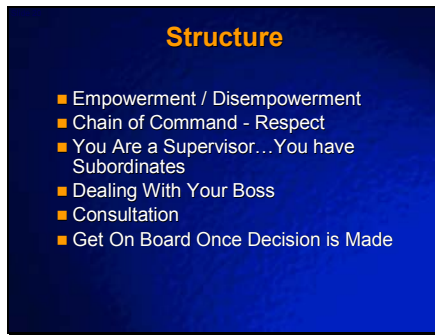 Structure
Empowerment / Disempowerment
Chain of Command - Respect
You Are a Supervisor…You have
Subordinates
Dealing With Your Boss
Consultation
Get On Board Once Decision is Made